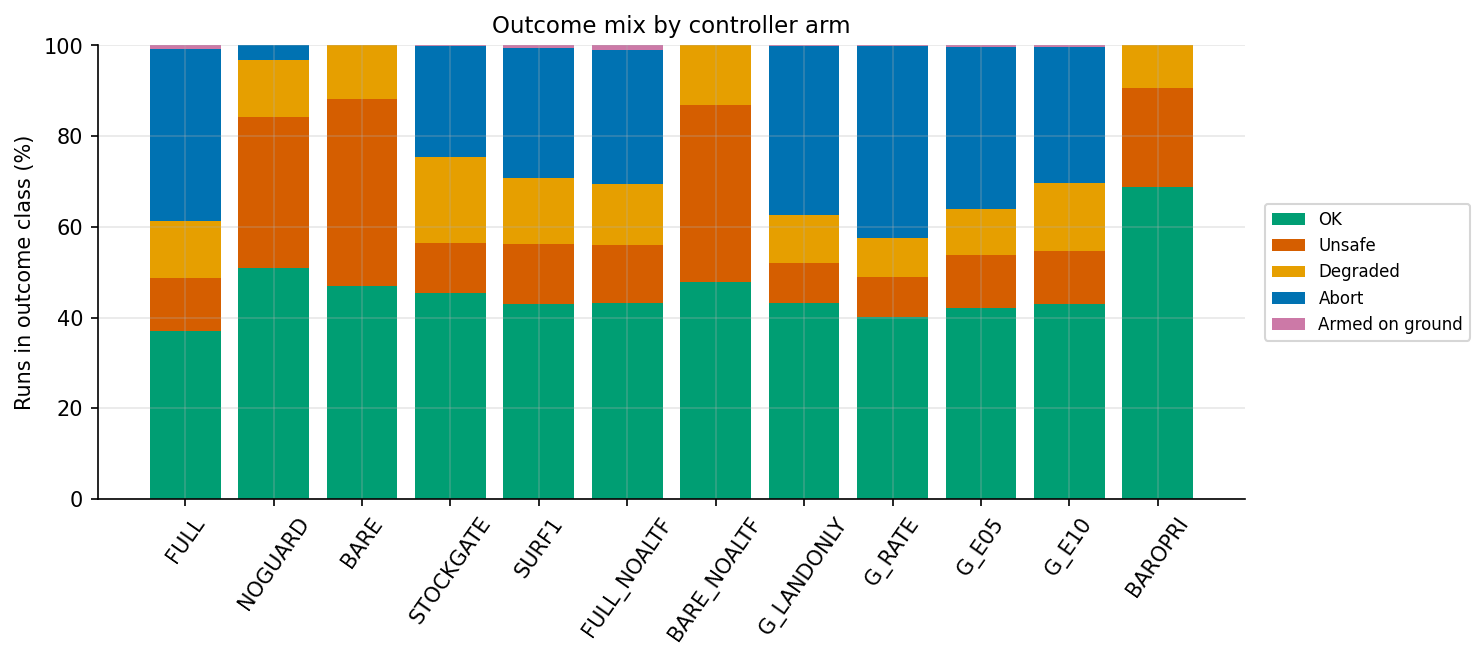 Outcome mix by controller arm
Runs in outcome class (%)
100
80
60
40
20
0
FULL
NOGUARD
BARE
STOCKGATE
SURF1
FULL_NOALTF
BARE_NOALTF
G_LANDONLY
G_RATE
G_E05
G_E10
BAROPRI
OK
Unsafe
Degraded
Abort
Armed on ground